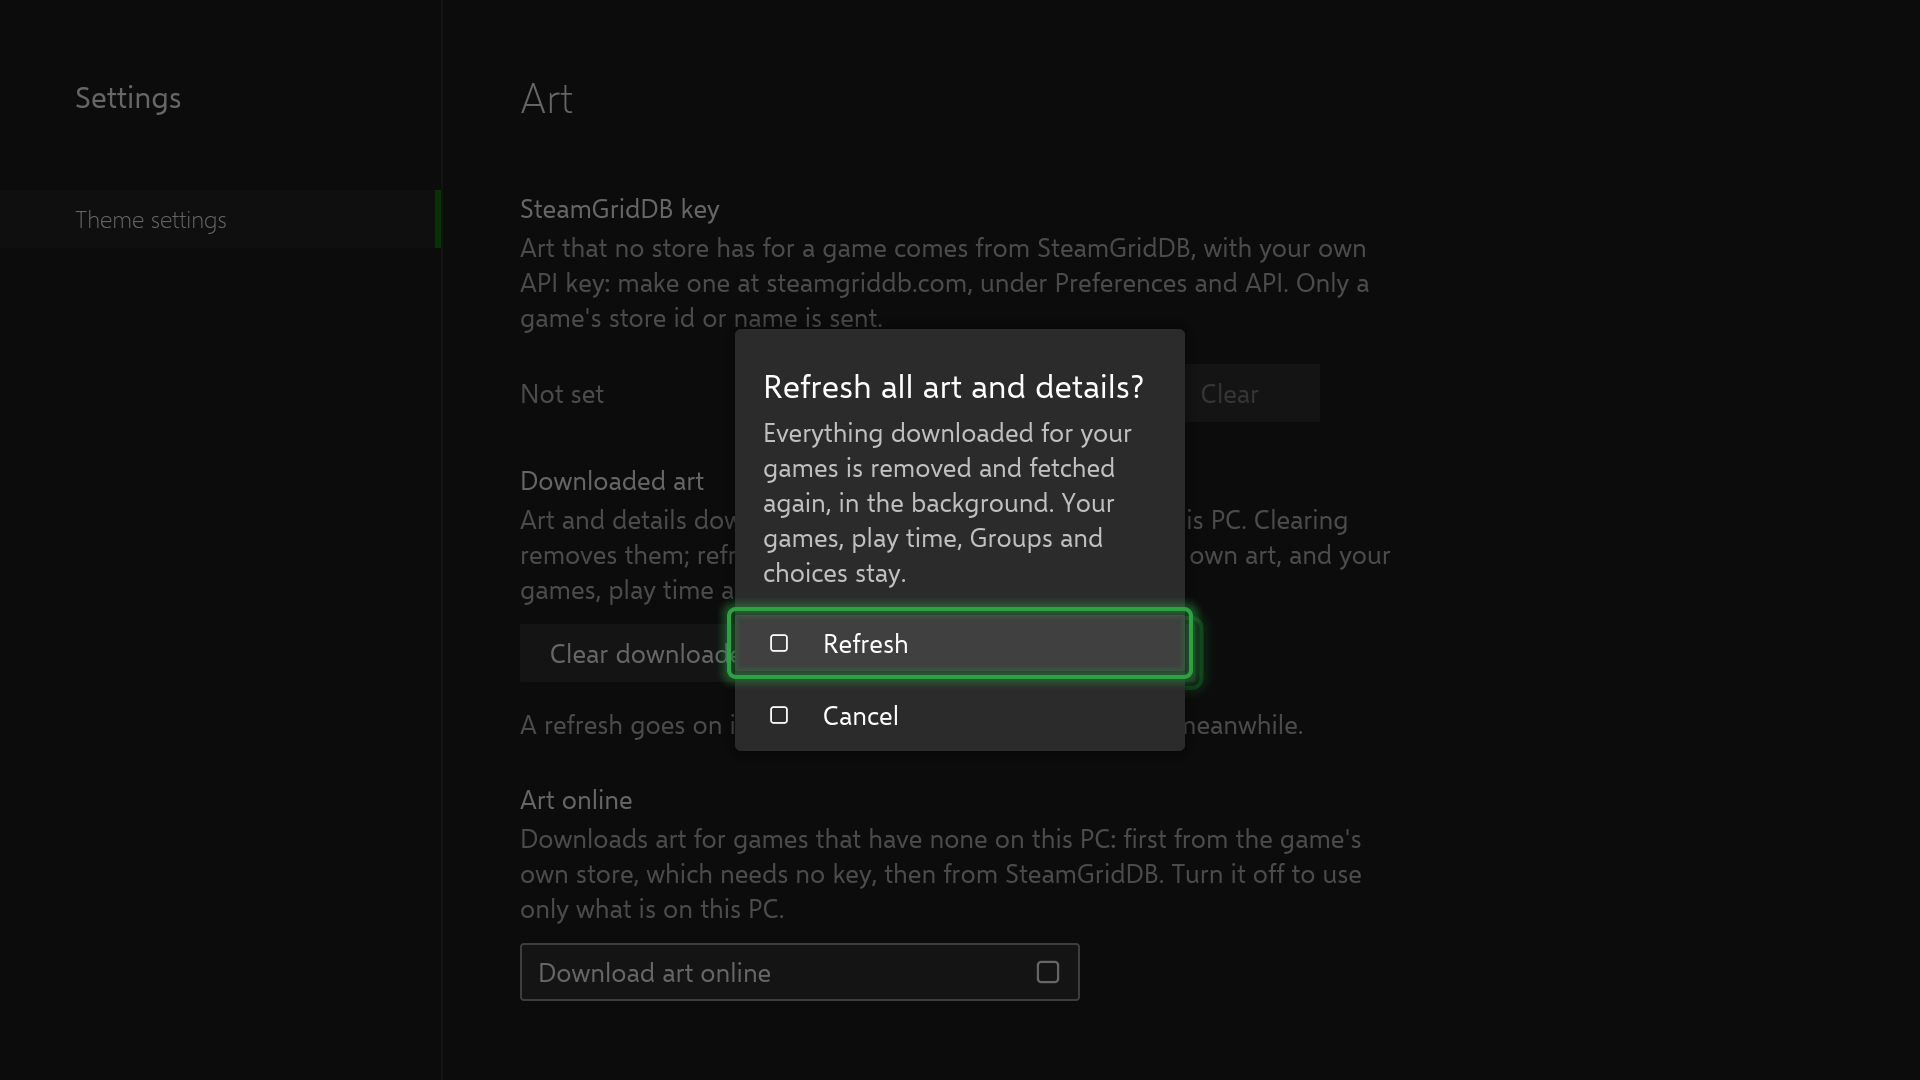 Settings
Theme settings
Art
SteamGridDB key
Art that no store has for a game comes from SteamGridDB, with your own
API key: make one at steamgriddb.com, under Preferences and API. Only a
game's store id or name is sent.
Not set
Clear
Downloaded art
Art and details is PC. Clearing
removes them; own art, and your
games, play time
Clear
A refresh goes on meanwhile.
Refresh all art and details?
Everything downloaded for your
games is removed and fetched
again, in the background. Your
games, play time, Groups and
choices stay.
Refresh
Cancel
Art online
Downloads art for games that have none on this PC: first from the game's
own store, which needs no key, then from SteamGridDB. Turn it off to use
only what is on this PC.
Download art online